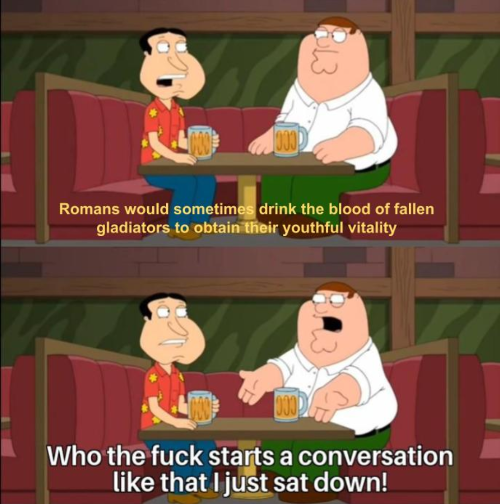 Romans would sometimes drink the blood of fallen
gladiators to obtain their youthful vitality
Who the fuck starts a conversation
like that I just sat down!